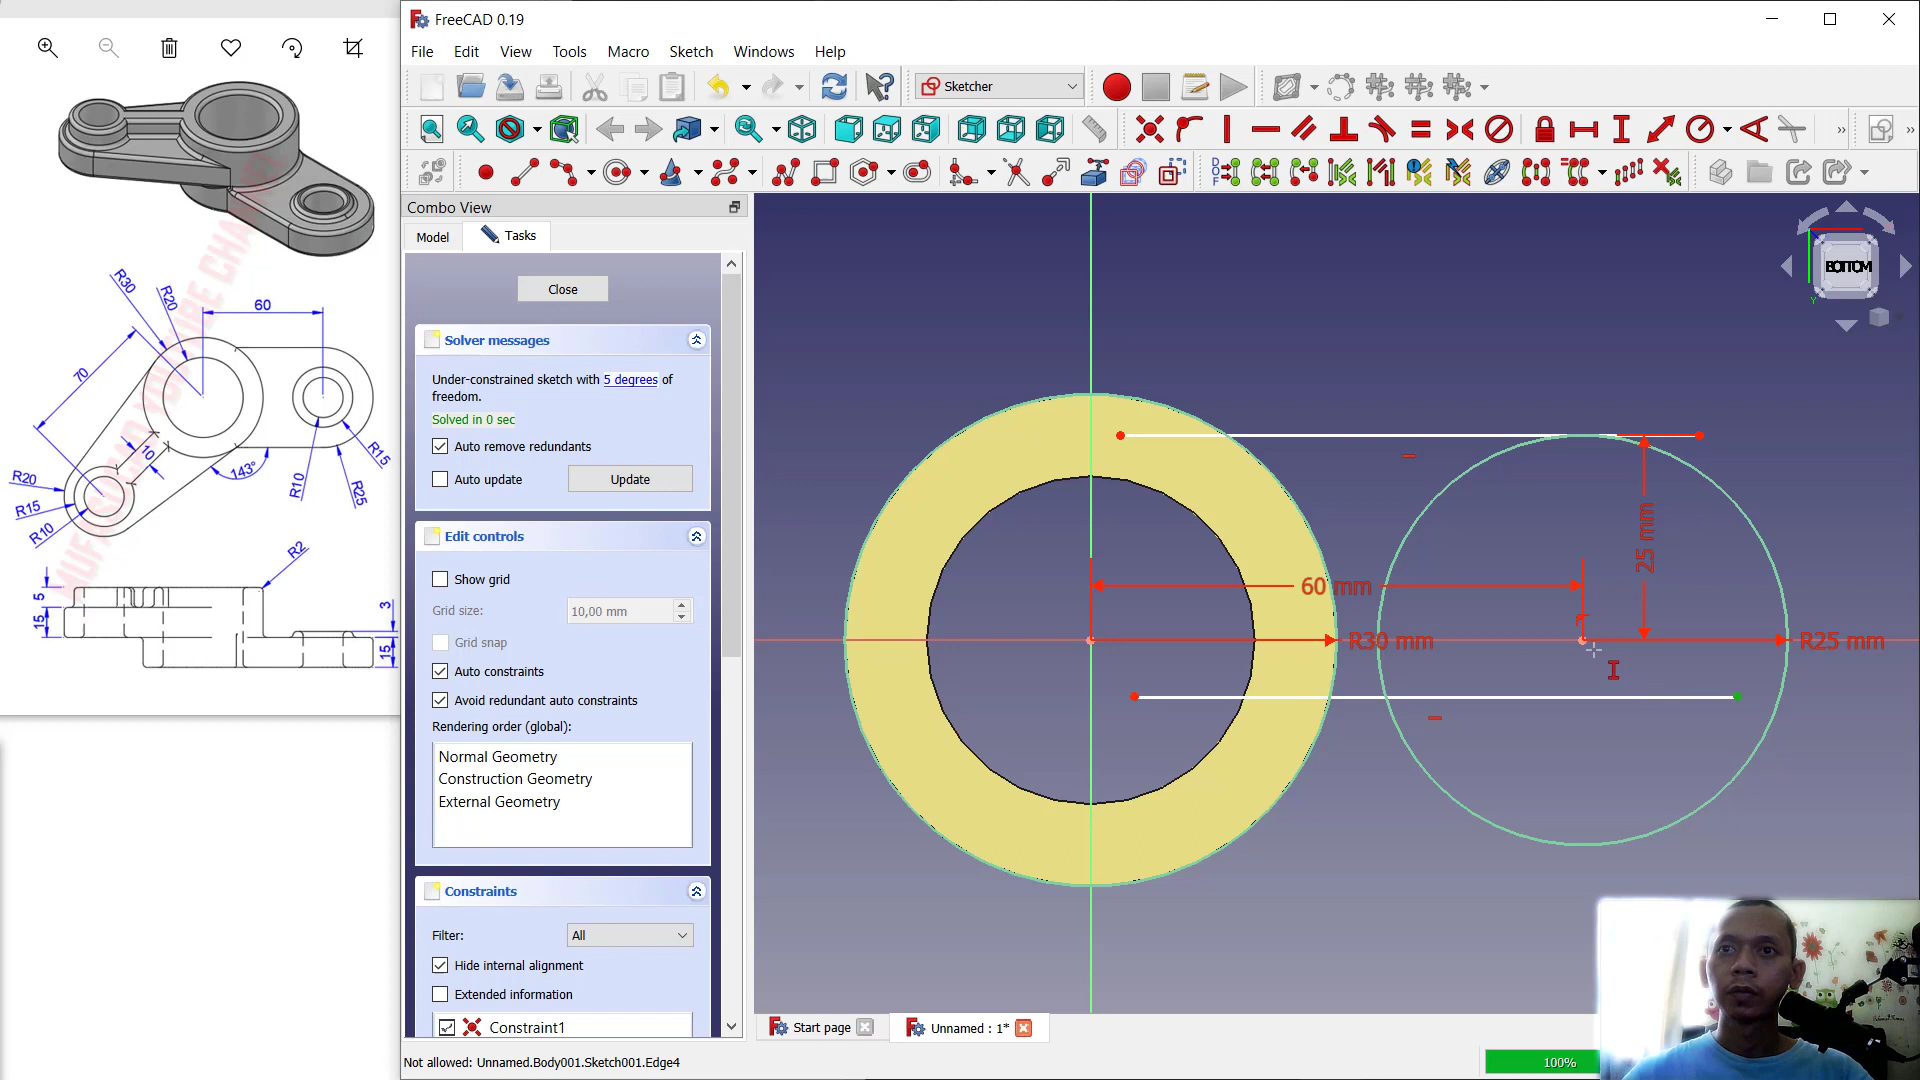 FreeCAD 0.19
File Edit View Tools Macro Sketch Windows Help
Sketcher
Combo View
Model
Tasks
Close
Solver messages
Under-constrained sketch with 5 degrees of
freedom.
Solved in 0 sec
Auto remove redundants
Auto update
Update
Edit controls
Show grid
Grid size:
10,00 mm
Grid snap
Auto constraints
Avoid redundant auto constraints
Rendering order (global):
Normal Geometry
Construction Geometry
External Geometry
Constraints
Filter:
All
Hide internal alignment
Extended information
Constraint1
Not allowed: Unnamed.Body001.Sketch001.Edge4
100%
Start page
Unnamed : 1*
BOTTOM
Y
60 mm
R30 mm
25 mm
R25 mm
R30
R20
60
70
10
143°
R10
R15
R25
R20
R15
R10
R2
5
15
3
15